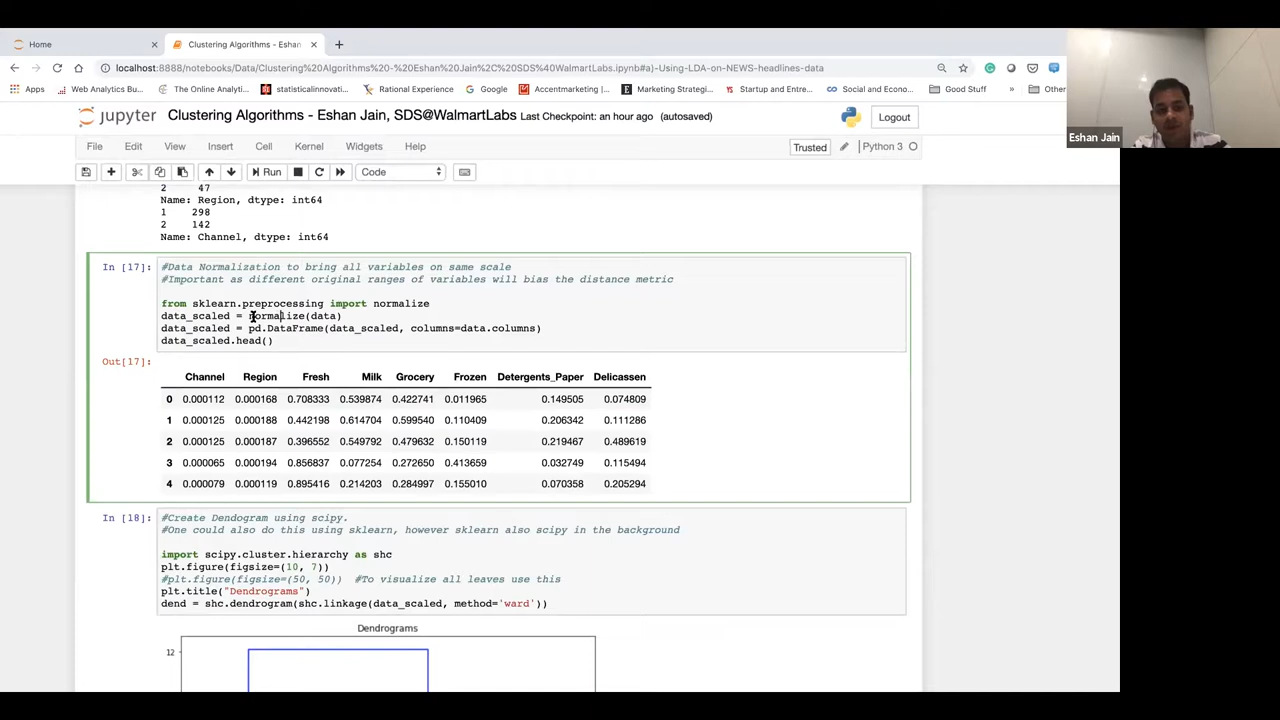 Home
Clustering Algorithms - Eshan
localhost:8888/notebooks/Data/Clustering%20Algorithms%20-%20Eshan%20Jain%2C%20SDS%40WalmartLabs.ipynb#a)-Using-LDA-on-NEWS-headlines-data
Apps Web Analytics Bu... The Online Analytic... statisticalinnovati... Rational Experience Google Accentmarketing |... Marketing Strategi... Startup and Entre... Social and Econo... Good Stuff Other
jupyter Clustering Algorithms - Eshan Jain, SDS@WalmartLabs Last Checkpoint: an hour ago (autosaved) Logout
Eshan Jain
File Edit View Insert Cell Kernel Widgets Help Trusted Python 3
Run Code
2 47
Name: Region, dtype: int64
1 298
2 142
Name: Channel, dtype: int64
In [17]: #Data Normalization to bring all variables on same scale
#Important as different original ranges of variables will bias the distance metric
from sklearn.preprocessing import normalize
data_scaled = normalize(data)
data_scaled = pd.DataFrame(data_scaled, columns=data.columns)
data_scaled.head()
Out[17]:
Channel Region Fresh Milk Grocery Frozen Detergents_Paper Delicassen
0 0.000112 0.000168 0.708333 0.539874 0.422741 0.011965 0.149505 0.074809
1 0.000125 0.000188 0.442198 0.614704 0.599540 0.110409 0.206342 0.111286
2 0.000125 0.000187 0.396552 0.549792 0.479632 0.150119 0.219467 0.489619
3 0.000065 0.000194 0.856837 0.077254 0.272650 0.413659 0.032749 0.115494
4 0.000079 0.000119 0.895416 0.214203 0.284997 0.155010 0.070358 0.205294
In [18]: #Create Dendogram using scipy.
#One could also do this using sklearn, however sklearn also scipy in the background
import scipy.cluster.hierarchy as shc
plt.figure(figsize=(10, 7))
#plt.figure(figsize=(50, 50)) #To visualize all leaves use this
plt.title("Dendrograms")
dend = shc.dendrogram(shc.linkage(data_scaled, method='ward'))
Dendrograms
12